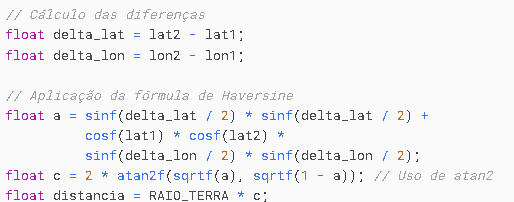 // Cálculo das diferenças
float delta_lat = lat2 - lat1;
float delta_lon = lon2 - lon1;
// Aplicação da fórmula de Haversine
float a = sinf(delta_lat / 2) * sinf(delta_lat / 2) +
cosf(lat1) * cosf(lat2) *
sinf(delta_lon / 2) * sinf(delta_lon / 2);
float c = 2 * atan2f(sqrtf(a), sqrtf(1 - a)); // Uso de atan2
float distancia = RAIO_TERRA * c;